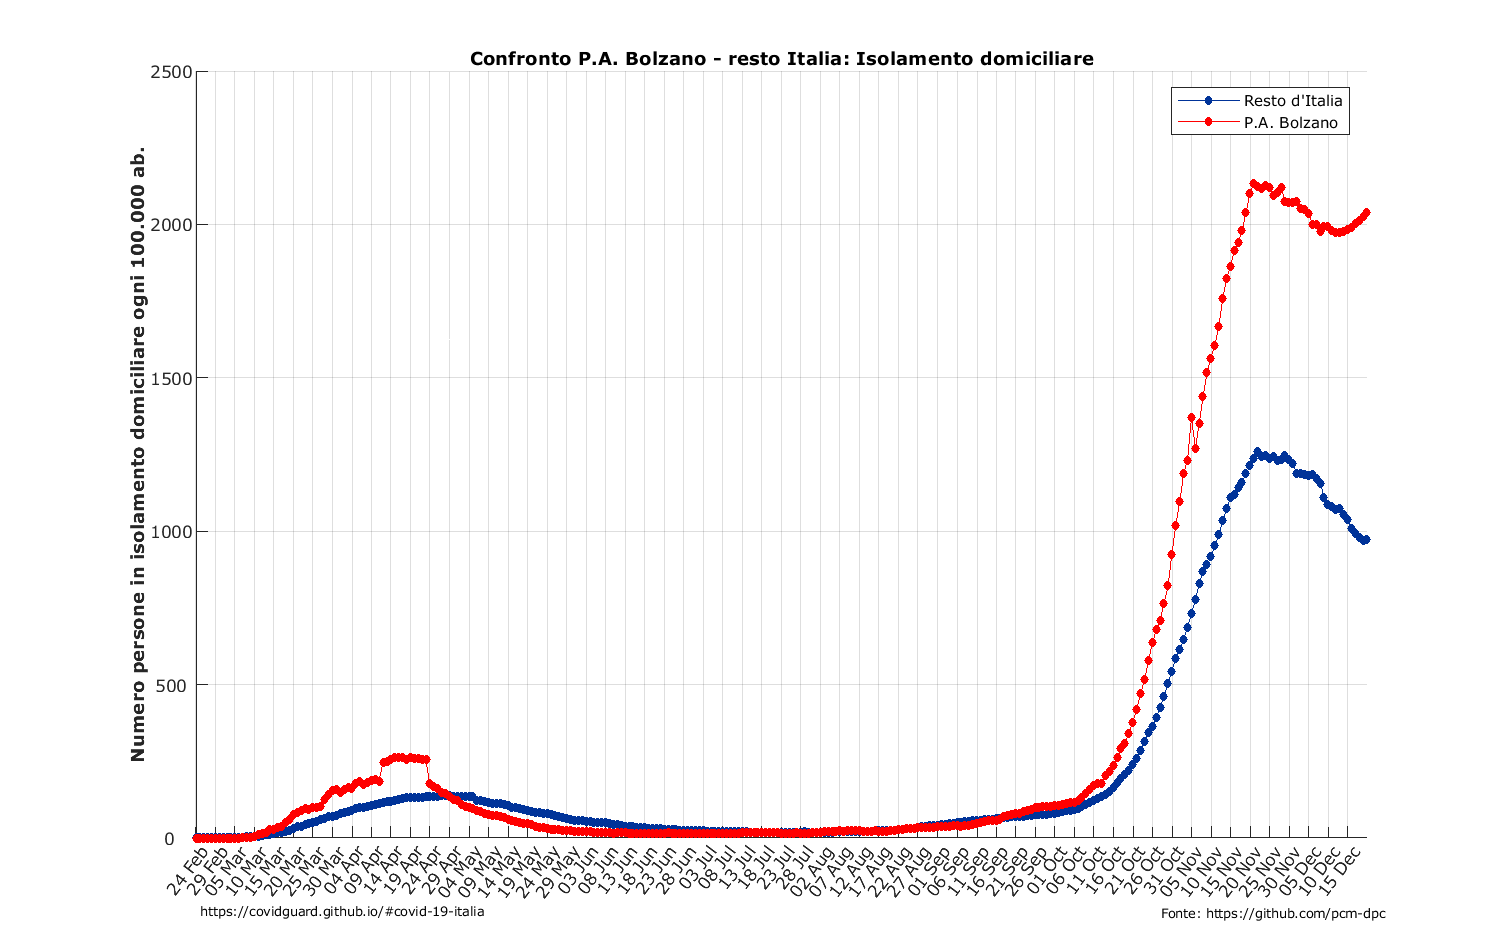 Confronto P.A. Bolzano - resto Italia: Isolamento domiciliare
Numero persone in isolamento domiciliare ogni 100.000 ab.
2500
2000
1500
1000
500
0
Resto d'Italia
P.A. Bolzano
24 Feb
29 Feb
05 Mar
10 Mar
15 Mar
20 Mar
25 Mar
30 Mar
04 Apr
09 Apr
14 Apr
19 Apr
24 Apr
29 Apr
04 May
09 May
14 May
19 May
24 May
29 May
03 Jun
08 Jun
13 Jun
18 Jun
23 Jun
28 Jun
03 Jul
08 Jul
13 Jul
18 Jul
23 Jul
28 Jul
02 Aug
07 Aug
12 Aug
17 Aug
22 Aug
27 Aug
01 Sep
06 Sep
11 Sep
16 Sep
21 Sep
26 Sep
01 Oct
06 Oct
11 Oct
16 Oct
21 Oct
26 Oct
31 Oct
05 Nov
10 Nov
15 Nov
20 Nov
25 Nov
30 Nov
05 Dec
10 Dec
15 Dec
https://covidguard.github.io/#covid-19-italia
Fonte: https://github.com/pcm-dpc